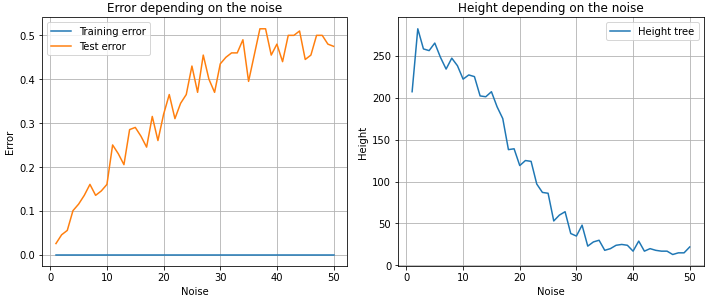 Error depending on the noise
Training error
Test error
0.5
0.4
0.3
0.2
0.1
0.0
Error
0 10 20 30 40 50
Noise
Height depending on the noise
Height tree
250
200
150
100
50
0
Height
0 10 20 30 40 50
Noise